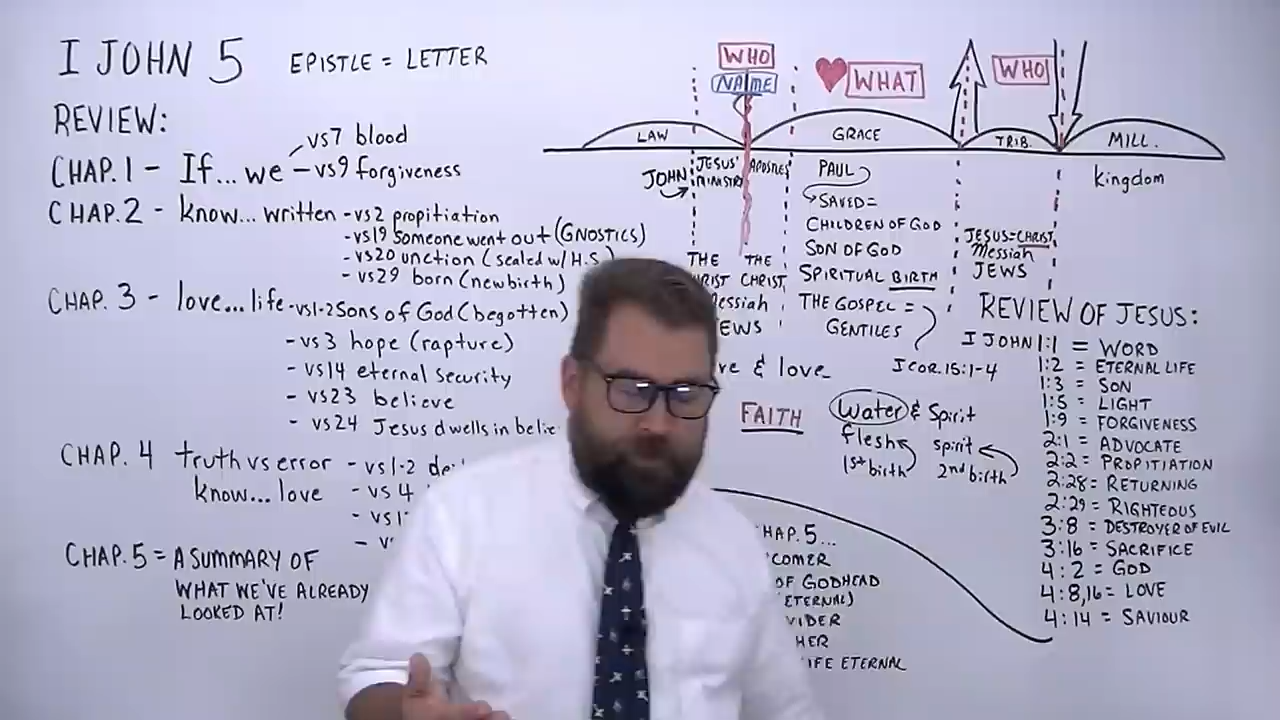 I JOHN 5 EPISTLE = LETTER
REVIEW:
CHAP. 1 - If... we - vs7 blood
- vs9 forgiveness
CHAP. 2 - know... written - vs2 propitiation
- vs19 someone went out (GNOSTICS)
- vs20 unction (sealed w/ H.S.)
- vs29 born (new birth)
CHAP. 3 - love... life - vs1-2 Sons of God (begotten)
- vs3 hope (rapture)
- vs14 eternal security
- vs23 believe
- vs24 Jesus dwells in
CHAP. 4 truth vs error - vs1-2
know... love - vs4
CHAP. 5 = A SUMMARY OF
WHAT WE'VE ALREADY
LOOKED AT!
WHO
NAME
WHAT
WHO
LAW
GRACE
TRIB.
MILL.
JOHN
JESUS' MINISTRY
APOSTLES
PAUL
kingdom
SAVED =
CHILDREN OF GOD
SON OF GOD
SPIRITUAL BIRTH
THE GOSPEL =
GENTILES
I COR. 15:1-4
THE THE
CHRIST
JESUS = CHRIST
Messiah
JEWS
& love
FAITH
Water & Spirit
flesh spirit
1st birth 2nd birth
CHAP. 5...
OF GODHEAD
ETERNAL)
LIFE ETERNAL
REVIEW OF JESUS:
I JOHN 1:1 = WORD
1:2 = ETERNAL LIFE
1:3 = SON
1:5 = LIGHT
1:9 = FORGIVENESS
2:1 = ADVOCATE
2:2 = PROPITIATION
2:28 = RETURNING
2:29 = RIGHTEOUS
3:8 = DESTROYER OF EVIL
3:16 = SACRIFICE
4:2 = GOD
4:8,16 = LOVE
4:14 = SAVIOUR